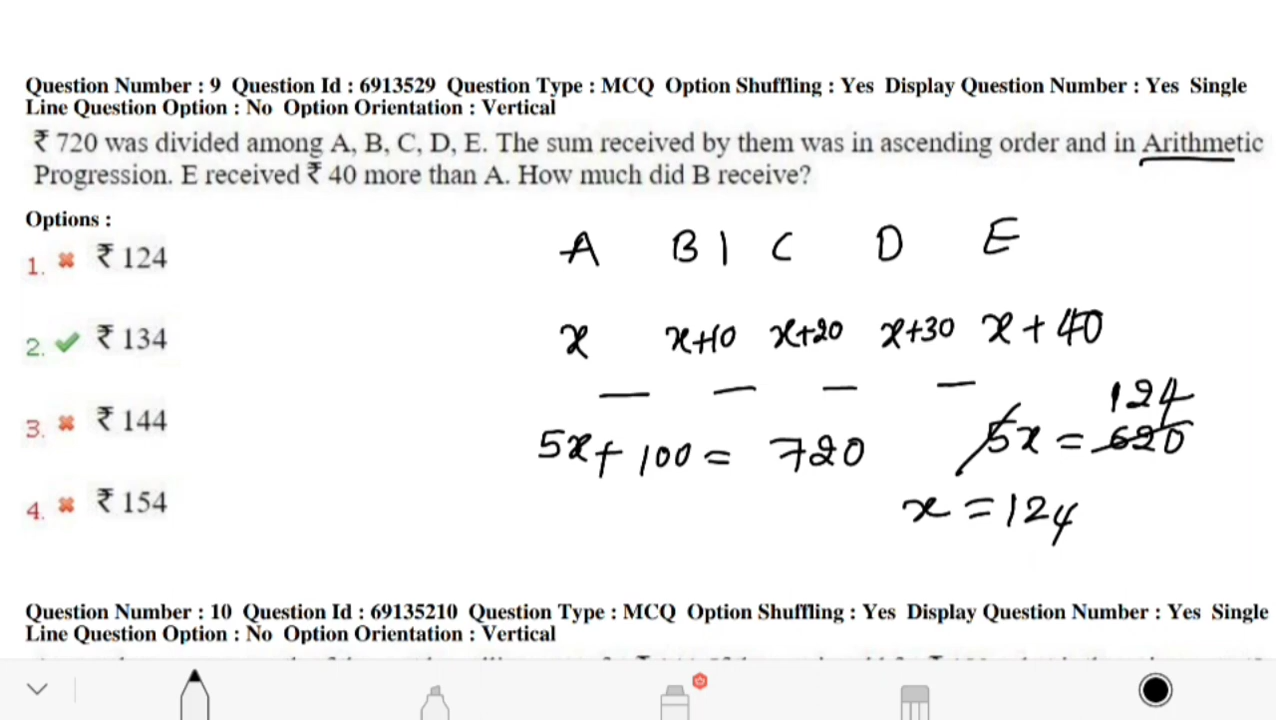 Question Number : 9 Question Id : 6913529 Question Type : MCQ Option Shuffling : Yes Display Question Number : Yes Single
Line Question Option : No Option Orientation : Vertical
₹ 720 was divided among A, B, C, D, E. The sum received by them was in ascending order and in Arithmetic
Progression. E received ₹ 40 more than A. How much did B receive?
Options :
1. ₹ 124
2. ₹ 134
3. ₹ 144
4. ₹ 154
A B | C D E
x x+10 x+20 x+30 x + 40
5x + 100 = 720
124
5x = 620
x = 124
Question Number : 10 Question Id : 69135210 Question Type : MCQ Option Shuffling : Yes Display Question Number : Yes Single
Line Question Option : No Option Orientation : Vertical